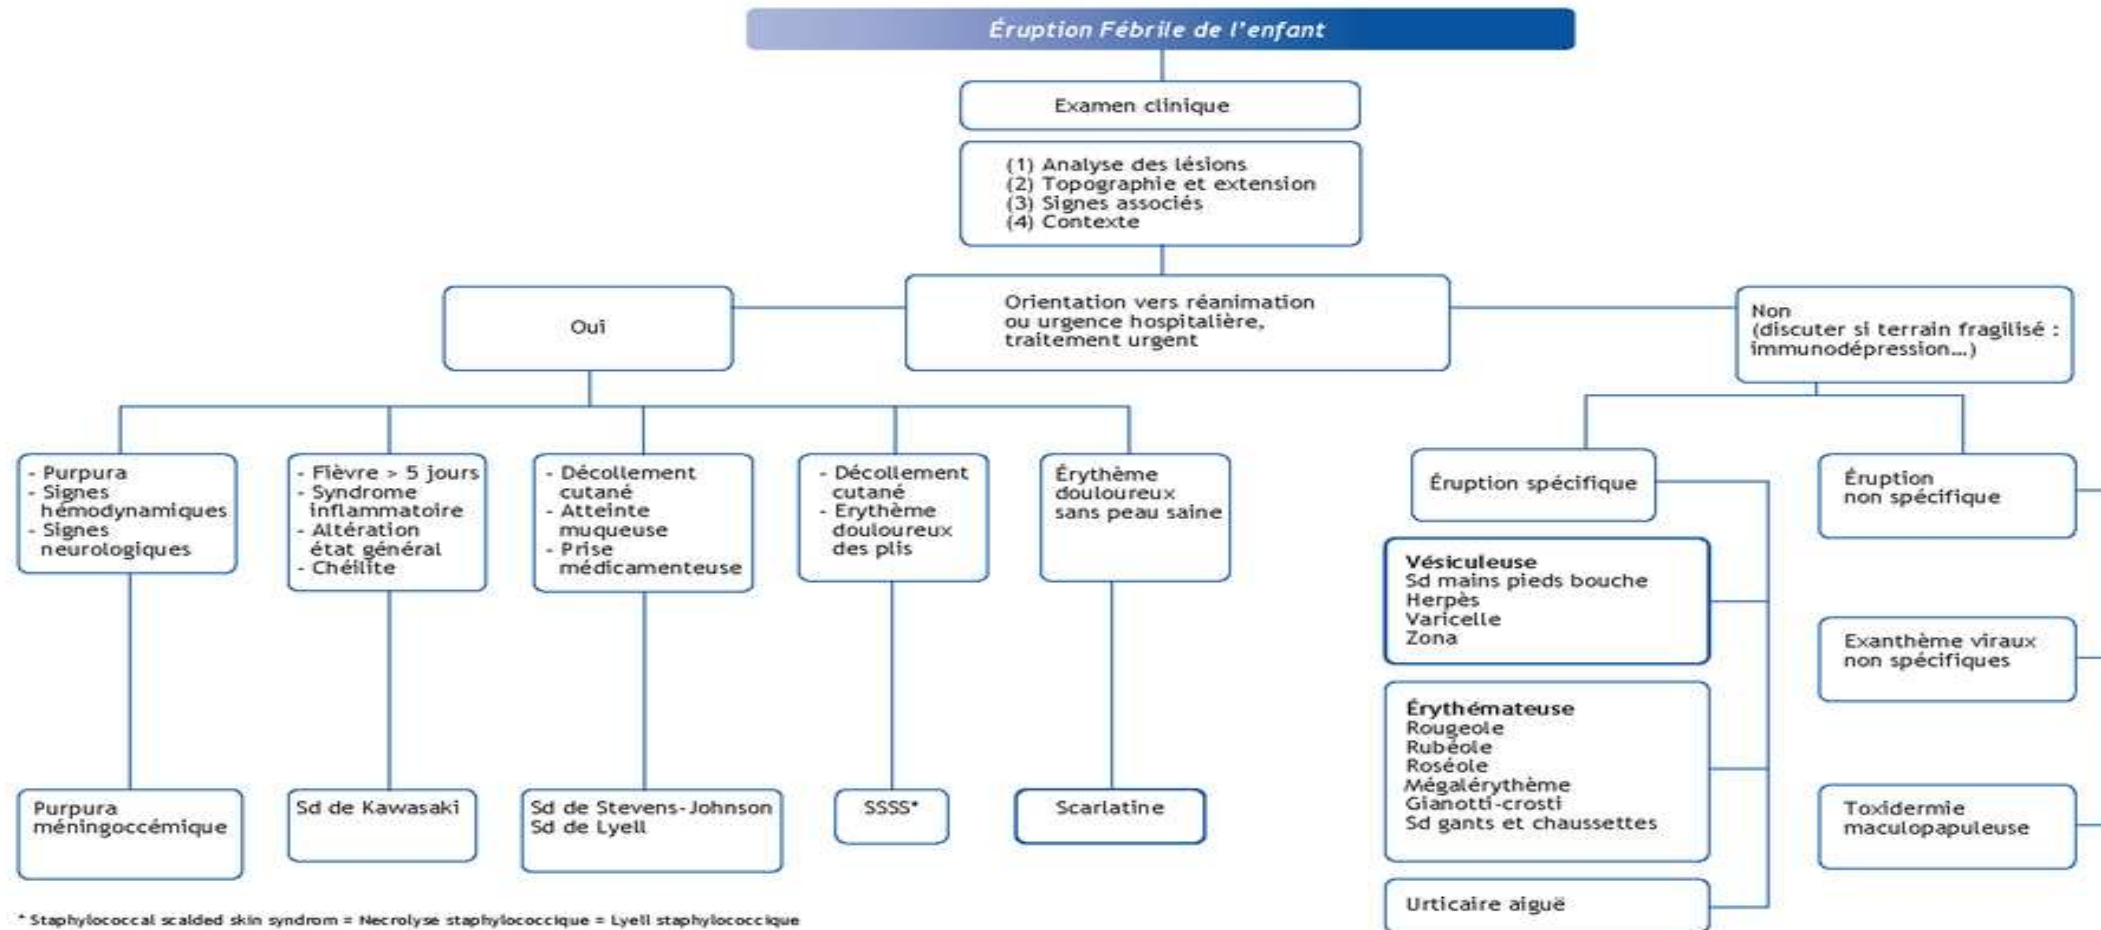 Éruption Fébrile de l'enfant
Examen clinique
(1) Analyse des lésions
(2) Topographie et extension
(3) Signes associés
(4) Contexte
Orientation vers réanimation
ou urgence hospitalière,
traitement urgent
Oui
Non
(discuter si terrain fragilisé :
immunodépression…)
- Purpura
- Signes
hémodynamiques
- Signes
neurologiques
- Fièvre > 5 jours
- Syndrome
inflammatoire
- Altération
état général
- Chéilite
- Décollement
cutané
- Atteinte
muqueuse
- Prise
médicamenteuse
- Décollement
cutané
- Erythème
douloureux
des plis
Érythème
douloureux
sans peau saine
Purpura
méningoccémique
Sd de Kawasaki
Sd de Stevens-Johnson
Sd de Lyell
SSSS*
Scarlatine
Éruption spécifique
Vésiculeuse
Sd mains pieds bouche
Herpès
Varicelle
Zona
Érythémateuse
Rougeole
Rubéole
Roséole
Mégalérythème
Gianotti-crosti
Sd gants et chaussettes
Urticaire aiguë
Éruption
non spécifique
Exanthème viraux
non spécifiques
Toxidermie
maculopapuleuse
* Staphylococcal scalded skin syndrom = Necrolyse staphylococcique = Lyell staphylococcique